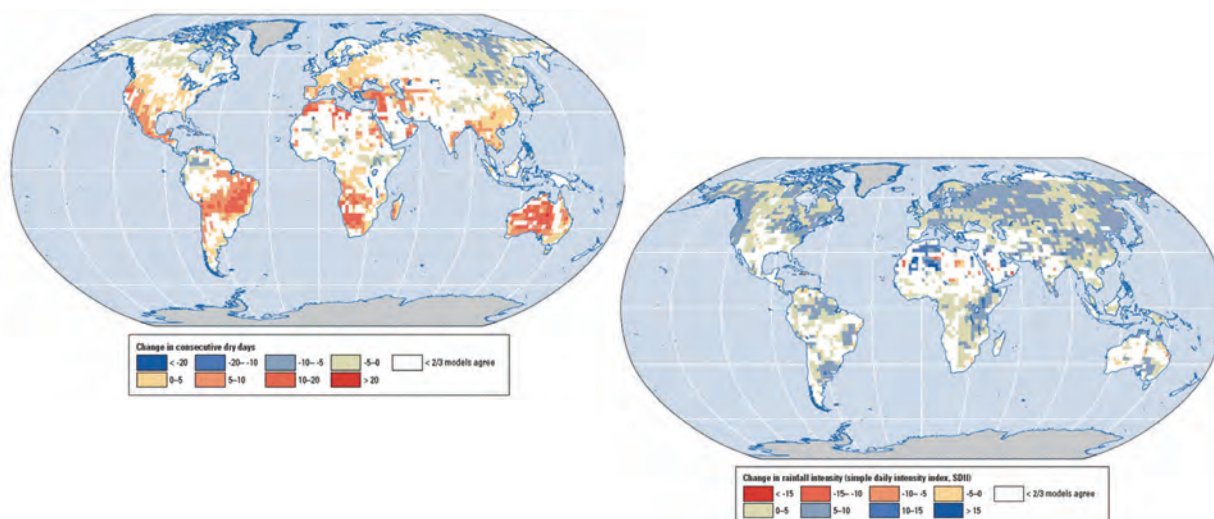 Change in consecutive dry days
< -20 -20– -10 -10– -5 -5–0 < 2/3 models agree
0–5 5–10 10–20 > 20
Change in rainfall intensity (simple daily intensity index, SDII)
< -15 -15– -10 -10– -5 -5–0 < 2/3 models agree
0–5 5–10 10–15 > 15